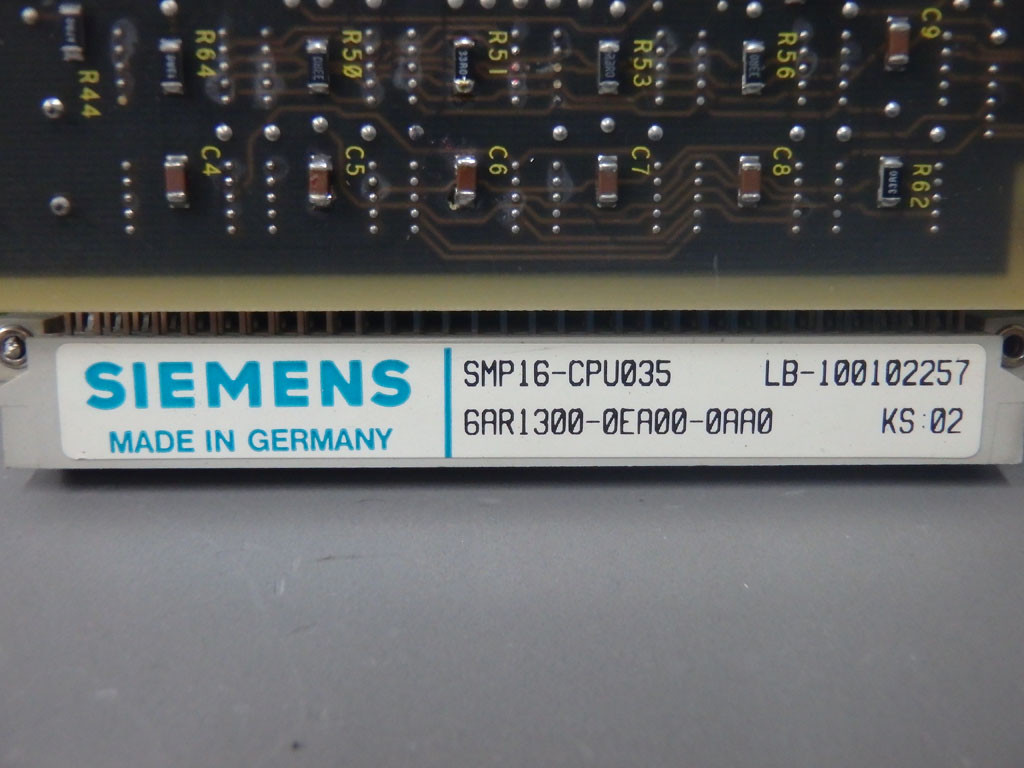 R44
R64
R50
R51
R53
R56
C9
C4
C5
C6
C7
C8
R62
33R0
SIEMENS
MADE IN GERMANY
SMP16-CPU035 LB-100102257
6AR1300-0EA00-0AA0 KS:02